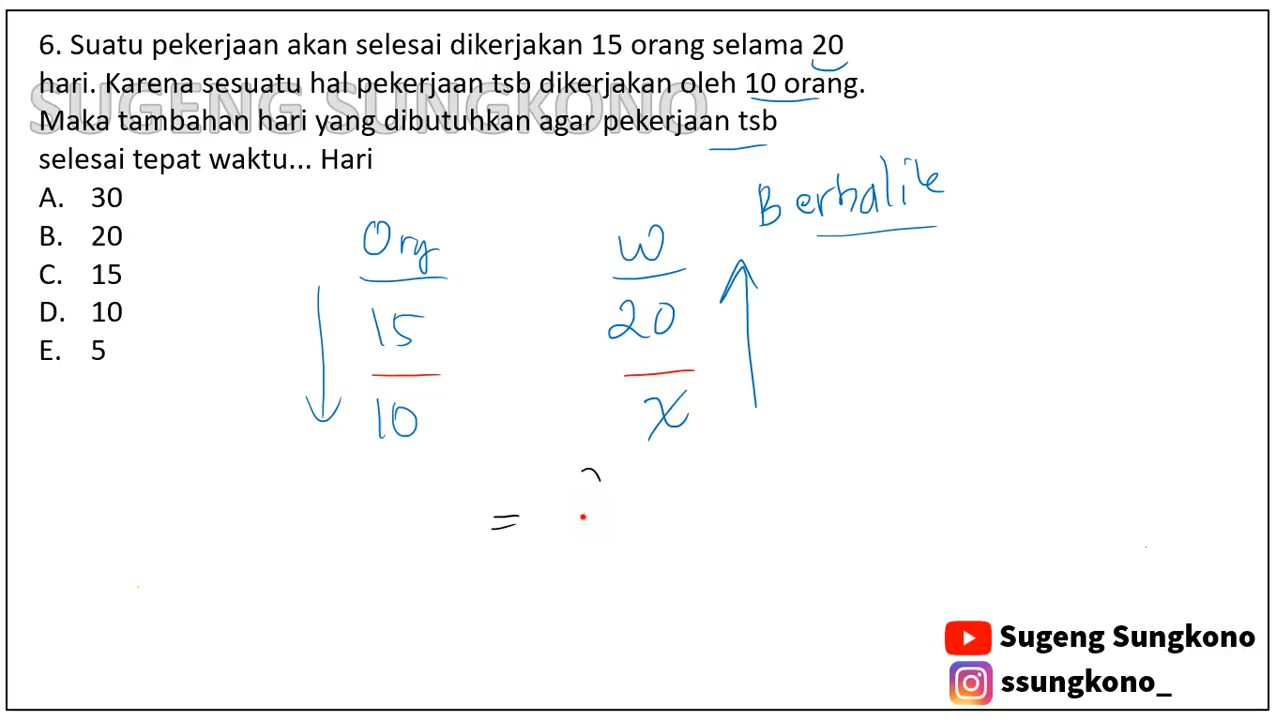 6. Suatu pekerjaan akan selesai dikerjakan 15 orang selama 20
hari. Karena sesuatu hal pekerjaan tsb dikerjakan oleh 10 orang.
SUGENG SUNGKONO
Maka tambahan hari yang dibutuhkan agar pekerjaan tsb
selesai tepat waktu... Hari
A. 30
B. 20
C. 15
D. 10
E. 5
Berbalik
Org W
15 20
10 x
=
Sugeng Sungkono
ssungkono_